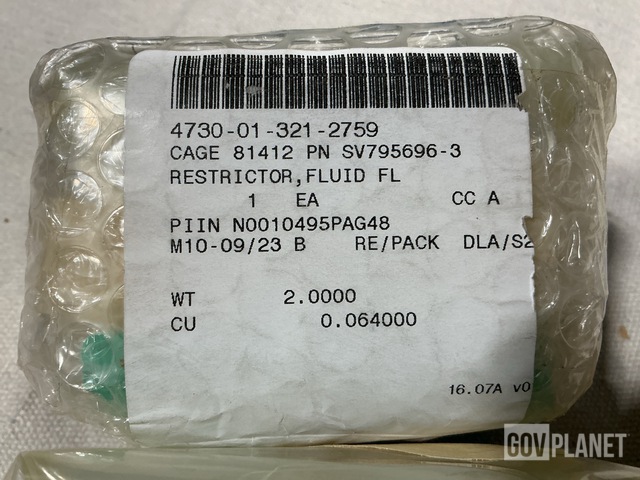 4730-01-321-2759
CAGE 81412 PN SV795696-3
RESTRICTOR,FLUID FL
1 EA CC A
PIIN N0010495PAG48
M10-09/23 B RE/PACK DLA/S2
WT 2.0000
CU 0.064000
16.07A v0
GOVPLANET